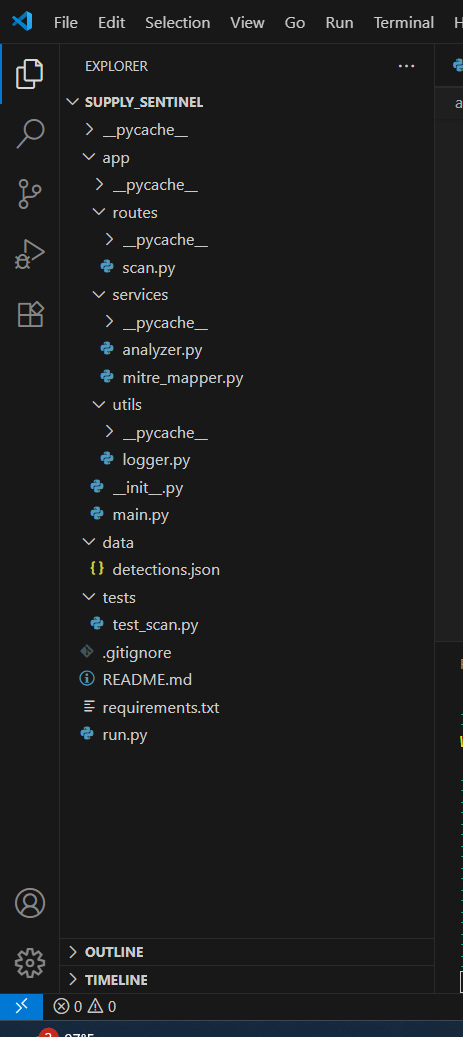 File Edit Selection View Go Run Terminal H
EXPLORER
SUPPLY_SENTINEL
__pycache__
app
__pycache__
routes
__pycache__
scan.py
services
__pycache__
analyzer.py
mitre_mapper.py
utils
__pycache__
logger.py
__init__.py
main.py
data
{} detections.json
tests
test_scan.py
.gitignore
README.md
requirements.txt
run.py
OUTLINE
TIMELINE
0 0